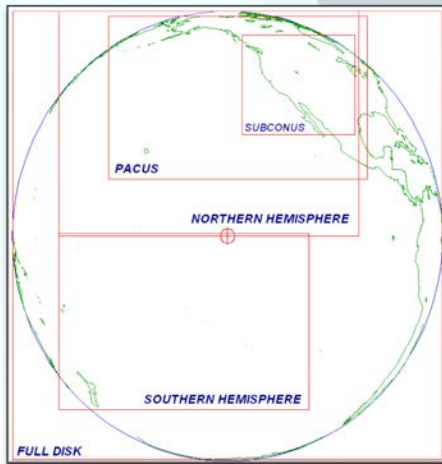 SUBCONUS
PACUS
NORTHERN HEMISPHERE
SOUTHERN HEMISPHERE
FULL DISK